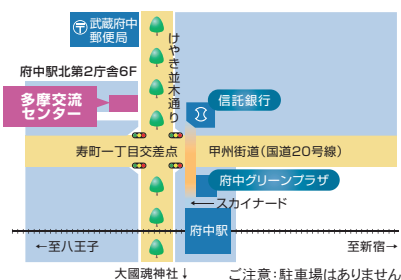 〒武蔵府中
郵便局
けやき並木通り
府中駅北第2庁舎6F
多摩交流
センター
信託銀行
寿町一丁目交差点
甲州街道（国道20号線）
府中グリーンプラザ
←スカイナード
府中駅
←至八王子
至新宿→
大國魂神社↓
ご注意：駐車場はありません